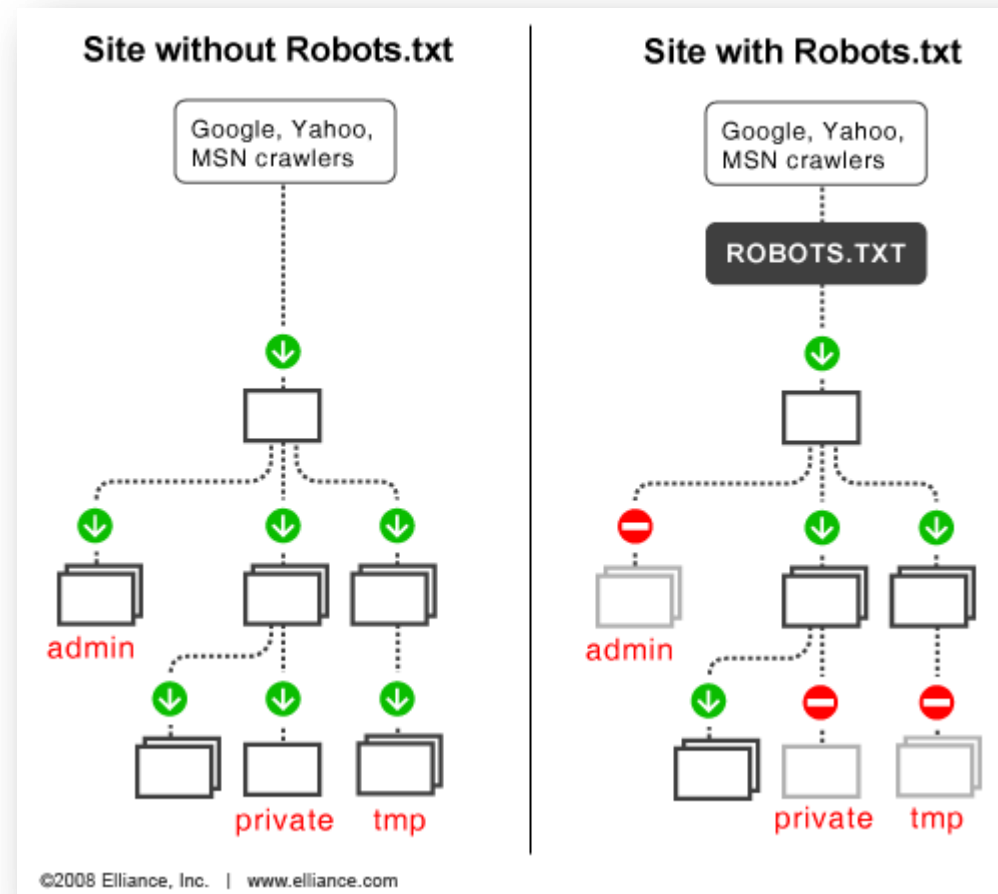 Site without Robots.txt
Google, Yahoo,
MSN crawlers
admin
private
tmp
Site with Robots.txt
Google, Yahoo,
MSN crawlers
ROBOTS.TXT
admin
private
tmp
©2008 Elliance, Inc. | www.elliance.com